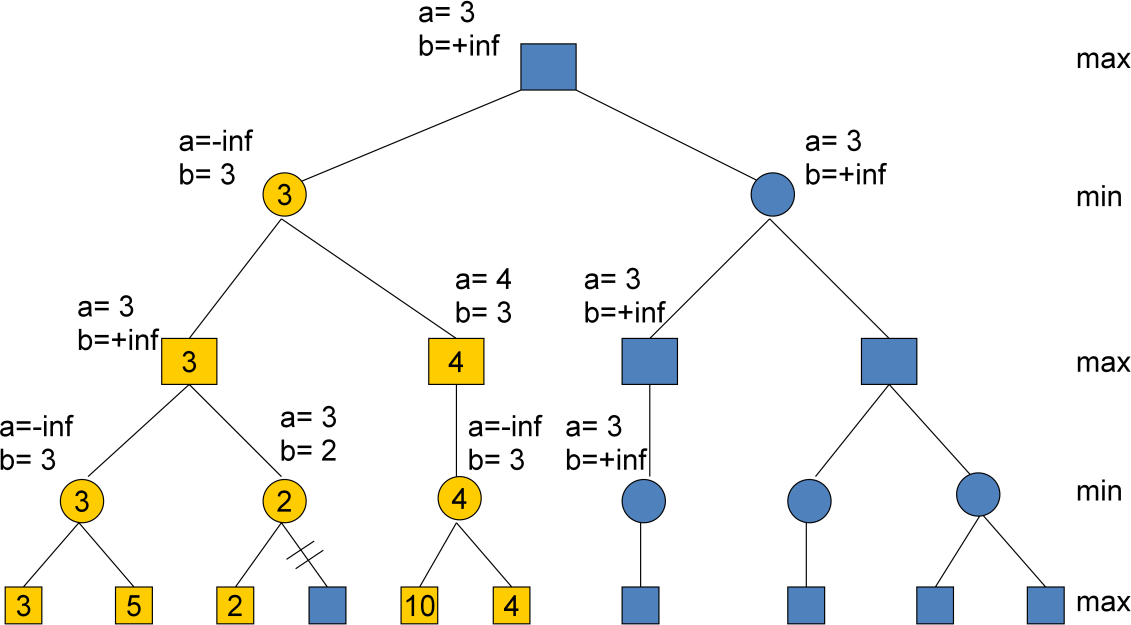 a= 3
b=+inf
max
a=-inf
b= 3
a= 3
b=+inf
3
min
a= 4
b= 3
a= 3
b=+inf
a= 3
b=+inf
3
4
max
a= 3
b= 2
a=-inf
b= 3
a=-inf
b= 3
a= 3
b=+inf
3
2
4
min
3
5
2
10
4
max